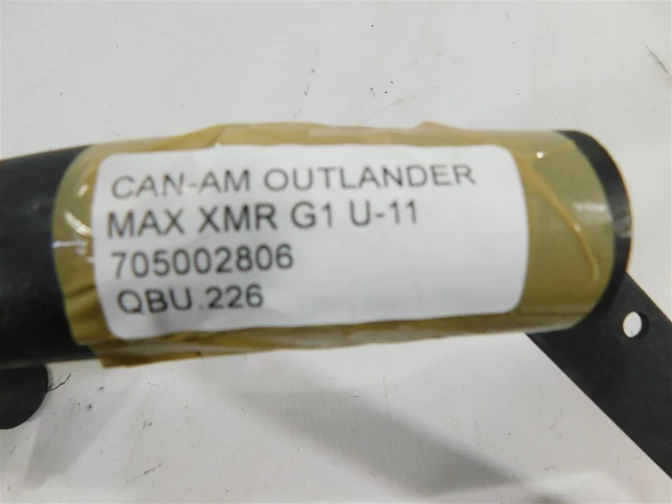 CAN-AM OUTLANDER
MAX XMR G1 U-11
705002806
QBU.226